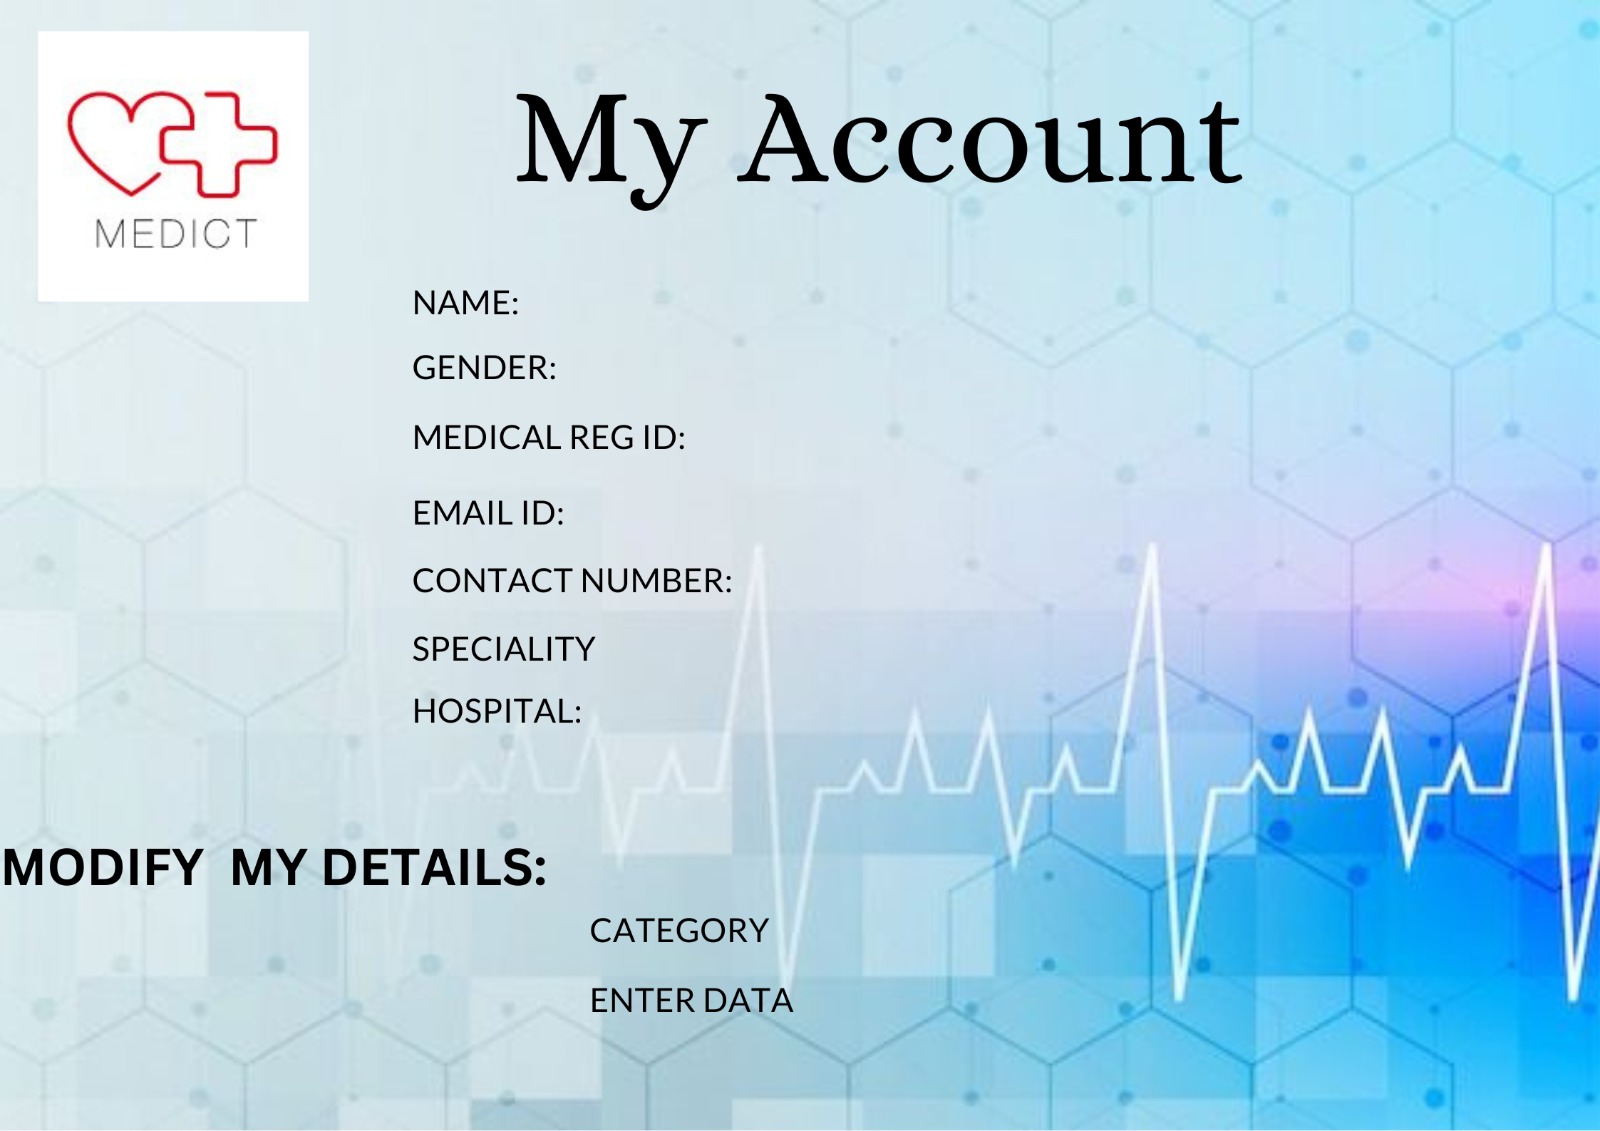 MEDICT
My Account
NAME:
GENDER:
MEDICAL REG ID:
EMAIL ID:
CONTACT NUMBER:
SPECIALITY
HOSPITAL:
MODIFY  MY DETAILS:
CATEGORY
ENTER DATA